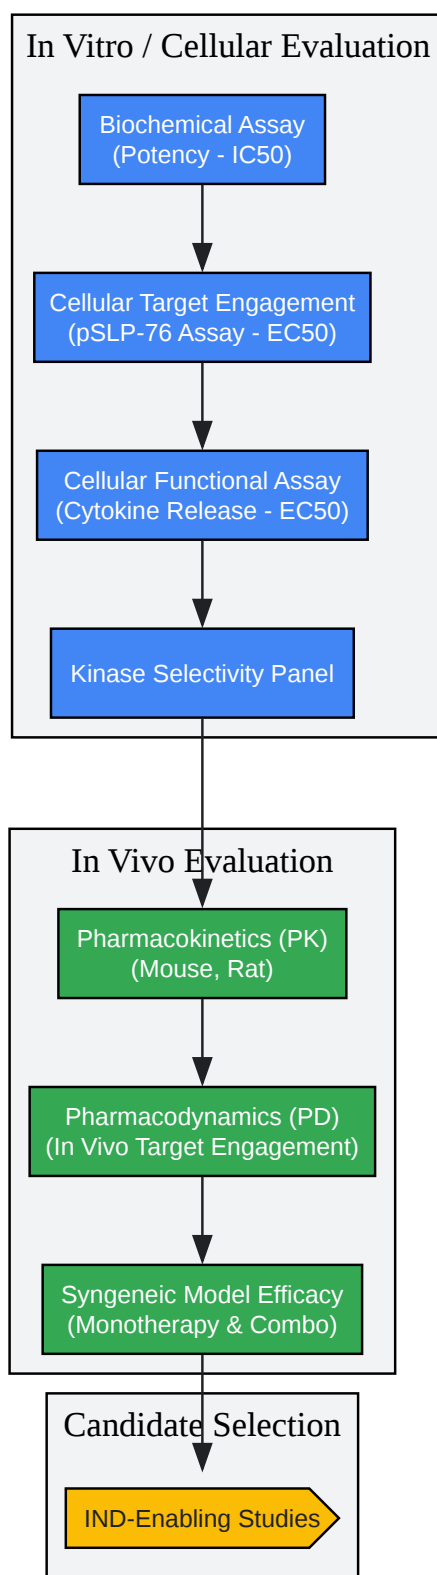 In Vitro / Cellular Evaluation
Biochemical Assay
(Potency - IC50)
Cellular Target Engagement
(pSLP-76 Assay - EC50)
Cellular Functional Assay
(Cytokine Release - EC50)
Kinase Selectivity Panel
In Vivo Evaluation
Pharmacokinetics (PK)
(Mouse, Rat)
Pharmacodynamics (PD)
(In Vivo Target Engagement)
Syngeneic Model Efficacy
(Monotherapy & Combo)
Candidate Selection
IND-Enabling Studies